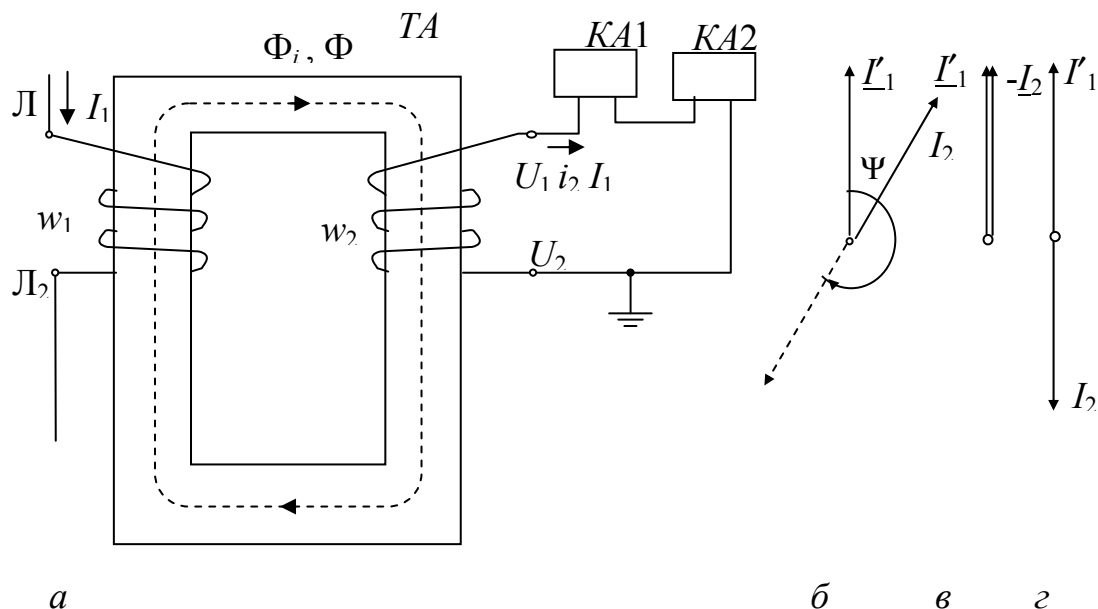 TA
KA1 KA2
Φᵢ , Φ
I′₁ I′₁ -I₂ I′₁
Л I₁
I₂
Ψ
U₁ i₂ I₁
w₁ w₂
U₂
Л₂
I₂
а б в г